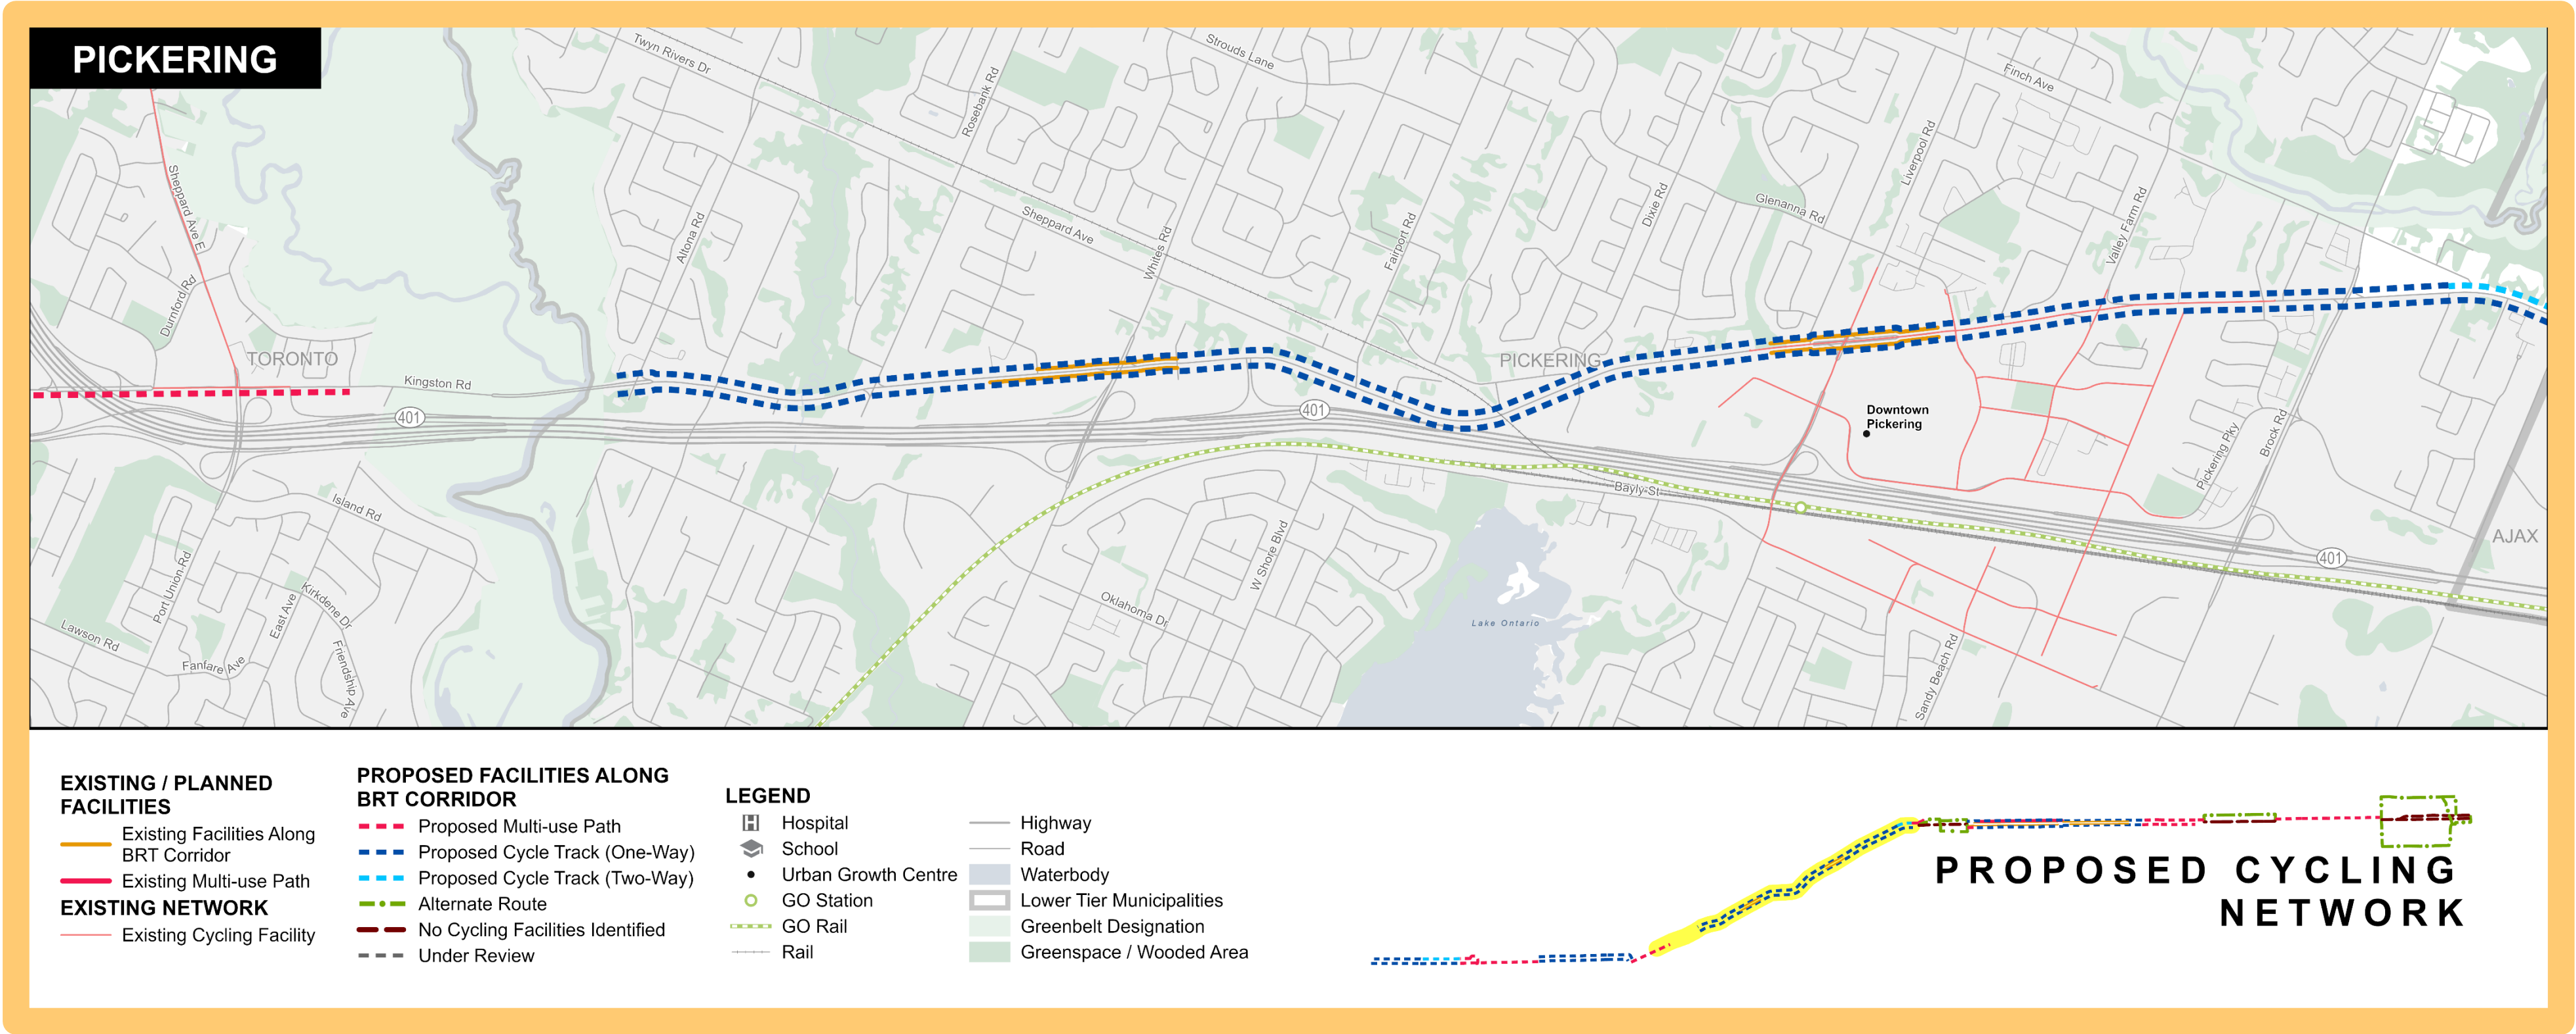 PICKERING
Twyn Rivers Dr
Rosebank Rd
Strouds Lane
Finch Ave
Sheppard Ave E
Altona Rd
Sheppard Ave
Whites Rd
Fairport Rd
Dixie Rd
Glenanna Rd
Liverpool Rd
Valley Farm Rd
Durnford Rd
TORONTO
Kingston Rd
401
401
PICKERING
Downtown
Pickering
Pickering Pky
Brock Rd
Bayly St
401
AJAX
Island Rd
Port Union Rd
East Ave
Kirkdene Dr
Friendship Ave
Lawson Rd
Fanfare Ave
W Shore Blvd
Oklahoma Dr
Lake Ontario
Sandy Beach Rd
EXISTING / PLANNED
FACILITIES
Existing Facilities Along
BRT Corridor
Existing Multi-use Path
EXISTING NETWORK
Existing Cycling Facility
PROPOSED FACILITIES ALONG
BRT CORRIDOR
Proposed Multi-use Path
Proposed Cycle Track (One-Way)
Proposed Cycle Track (Two-Way)
Alternate Route
No Cycling Facilities Identified
Under Review
LEGEND
H
Hospital
School
Urban Growth Centre
GO Station
GO Rail
Rail
Highway
Road
Waterbody
Lower Tier Municipalities
Greenbelt Designation
Greenspace / Wooded Area
PROPOSED CYCLING
NETWORK